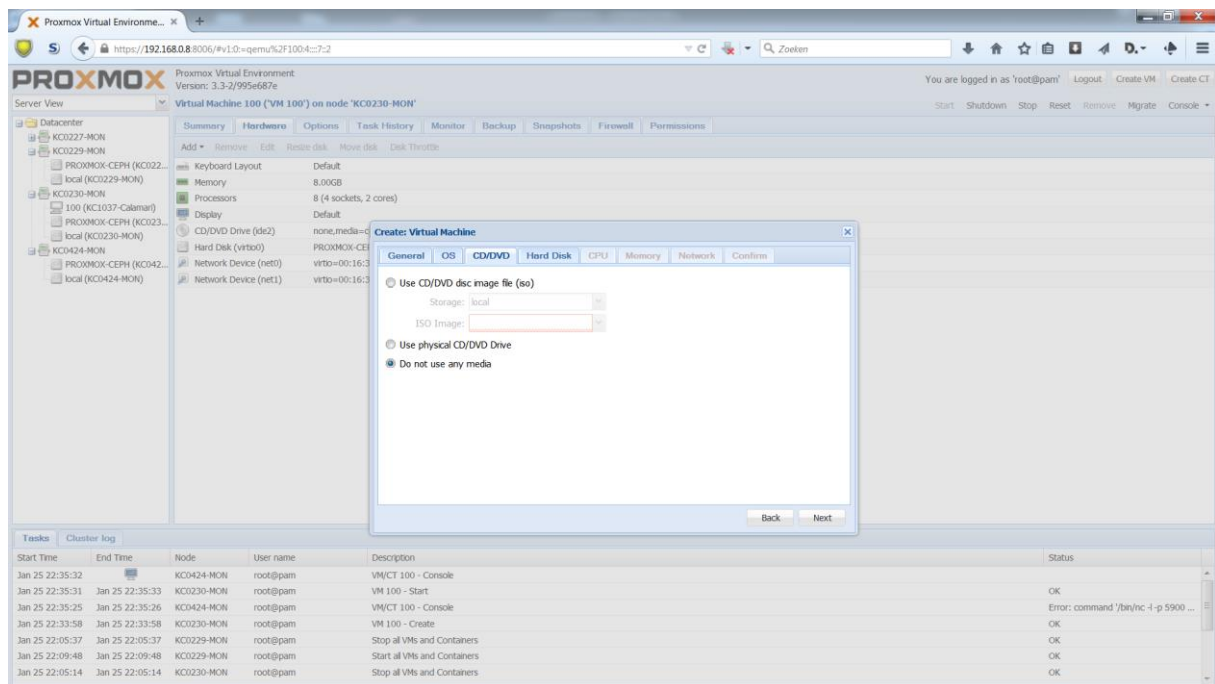 Proxmox Virtual Environme... × +
https://192.168.0.8:8006/#v1:0:=qemu%2F100:4::::7::2
Zoeken
PROXMOX
Proxmox Virtual Environment
Version: 3.3-2/995e687e
You are logged in as 'root@pam' Logout Create VM Create CT
Server View
Virtual Machine 100 ('VM 100') on node 'KC0230-MON'
Start Shutdown Stop Reset Remove Migrate Console
Datacenter
KC0227-MON
KC0229-MON
PROXMOX-CEPH (KC022...
local (KC0229-MON)
KC0230-MON
100 (KC1037-Calamari)
PROXMOX-CEPH (KC023...
local (KC0230-MON)
KC0424-MON
PROXMOX-CEPH (KC042...
local (KC0424-MON)
Summary Hardware Options Task History Monitor Backup Snapshots Firewall Permissions
Add Remove Edit Resize disk Move disk Disk Throttle
Keyboard Layout Default
Memory 8.00GB
Processors 8 (4 sockets, 2 cores)
Display Default
CD/DVD Drive (ide2) none,media=c
Hard Disk (virtio0) PROXMOX-CE
Network Device (net0) virtio=00:16:3
Network Device (net1) virtio=00:16:3
Create: Virtual Machine
General OS CD/DVD Hard Disk CPU Memory Network Confirm
Use CD/DVD disc image file (iso)
Storage: local
ISO Image:
Use physical CD/DVD Drive
Do not use any media
Back Next
Tasks Cluster log
Start Time End Time Node User name Description Status
Jan 25 22:35:32 KC0424-MON root@pam VM/CT 100 - Console
Jan 25 22:35:31 Jan 25 22:35:33 KC0230-MON root@pam VM 100 - Start OK
Jan 25 22:35:25 Jan 25 22:35:26 KC0424-MON root@pam VM/CT 100 - Console Error: command '/bin/nc -l -p 5900 ...
Jan 25 22:33:58 Jan 25 22:33:58 KC0230-MON root@pam VM 100 - Create OK
Jan 25 22:05:37 Jan 25 22:05:37 KC0229-MON root@pam Stop all VMs and Containers OK
Jan 25 22:09:48 Jan 25 22:09:48 KC0229-MON root@pam Start all VMs and Containers OK
Jan 25 22:05:14 Jan 25 22:05:14 KC0230-MON root@pam Stop all VMs and Containers OK